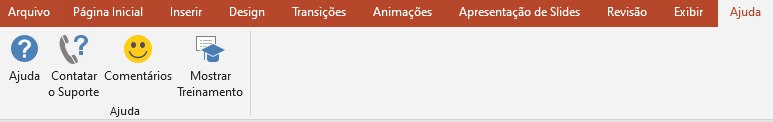 Arquivo Página Inicial Inserir Design Transições Animações Apresentação de Slides Revisão Exibir Ajuda
Ajuda Contatar o Suporte Comentários Mostrar Treinamento
Ajuda